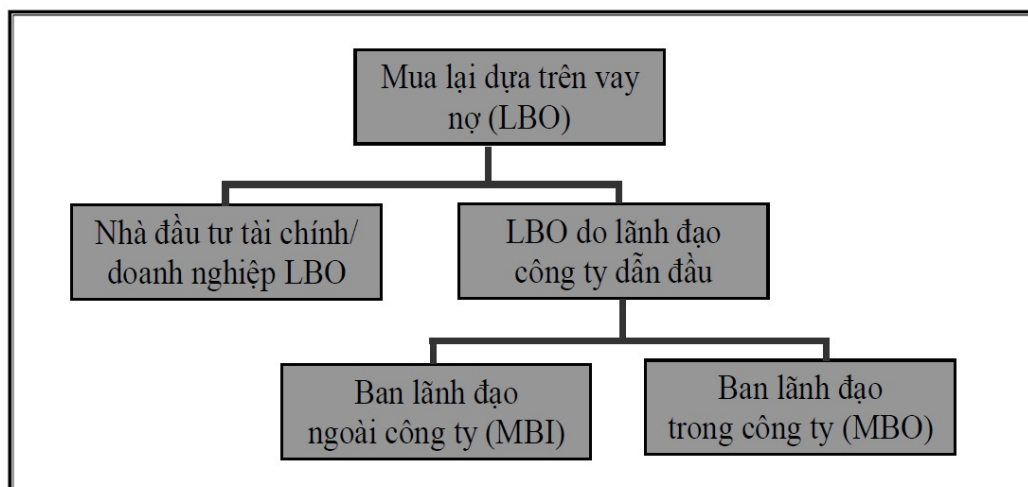 Mua lại dựa trên vay
nợ (LBO)
Nhà đầu tư tài chính/
doanh nghiệp LBO
LBO do lãnh đạo
công ty dẫn đầu
Ban lãnh đạo
ngoài công ty (MBI)
Ban lãnh đạo
trong công ty (MBO)